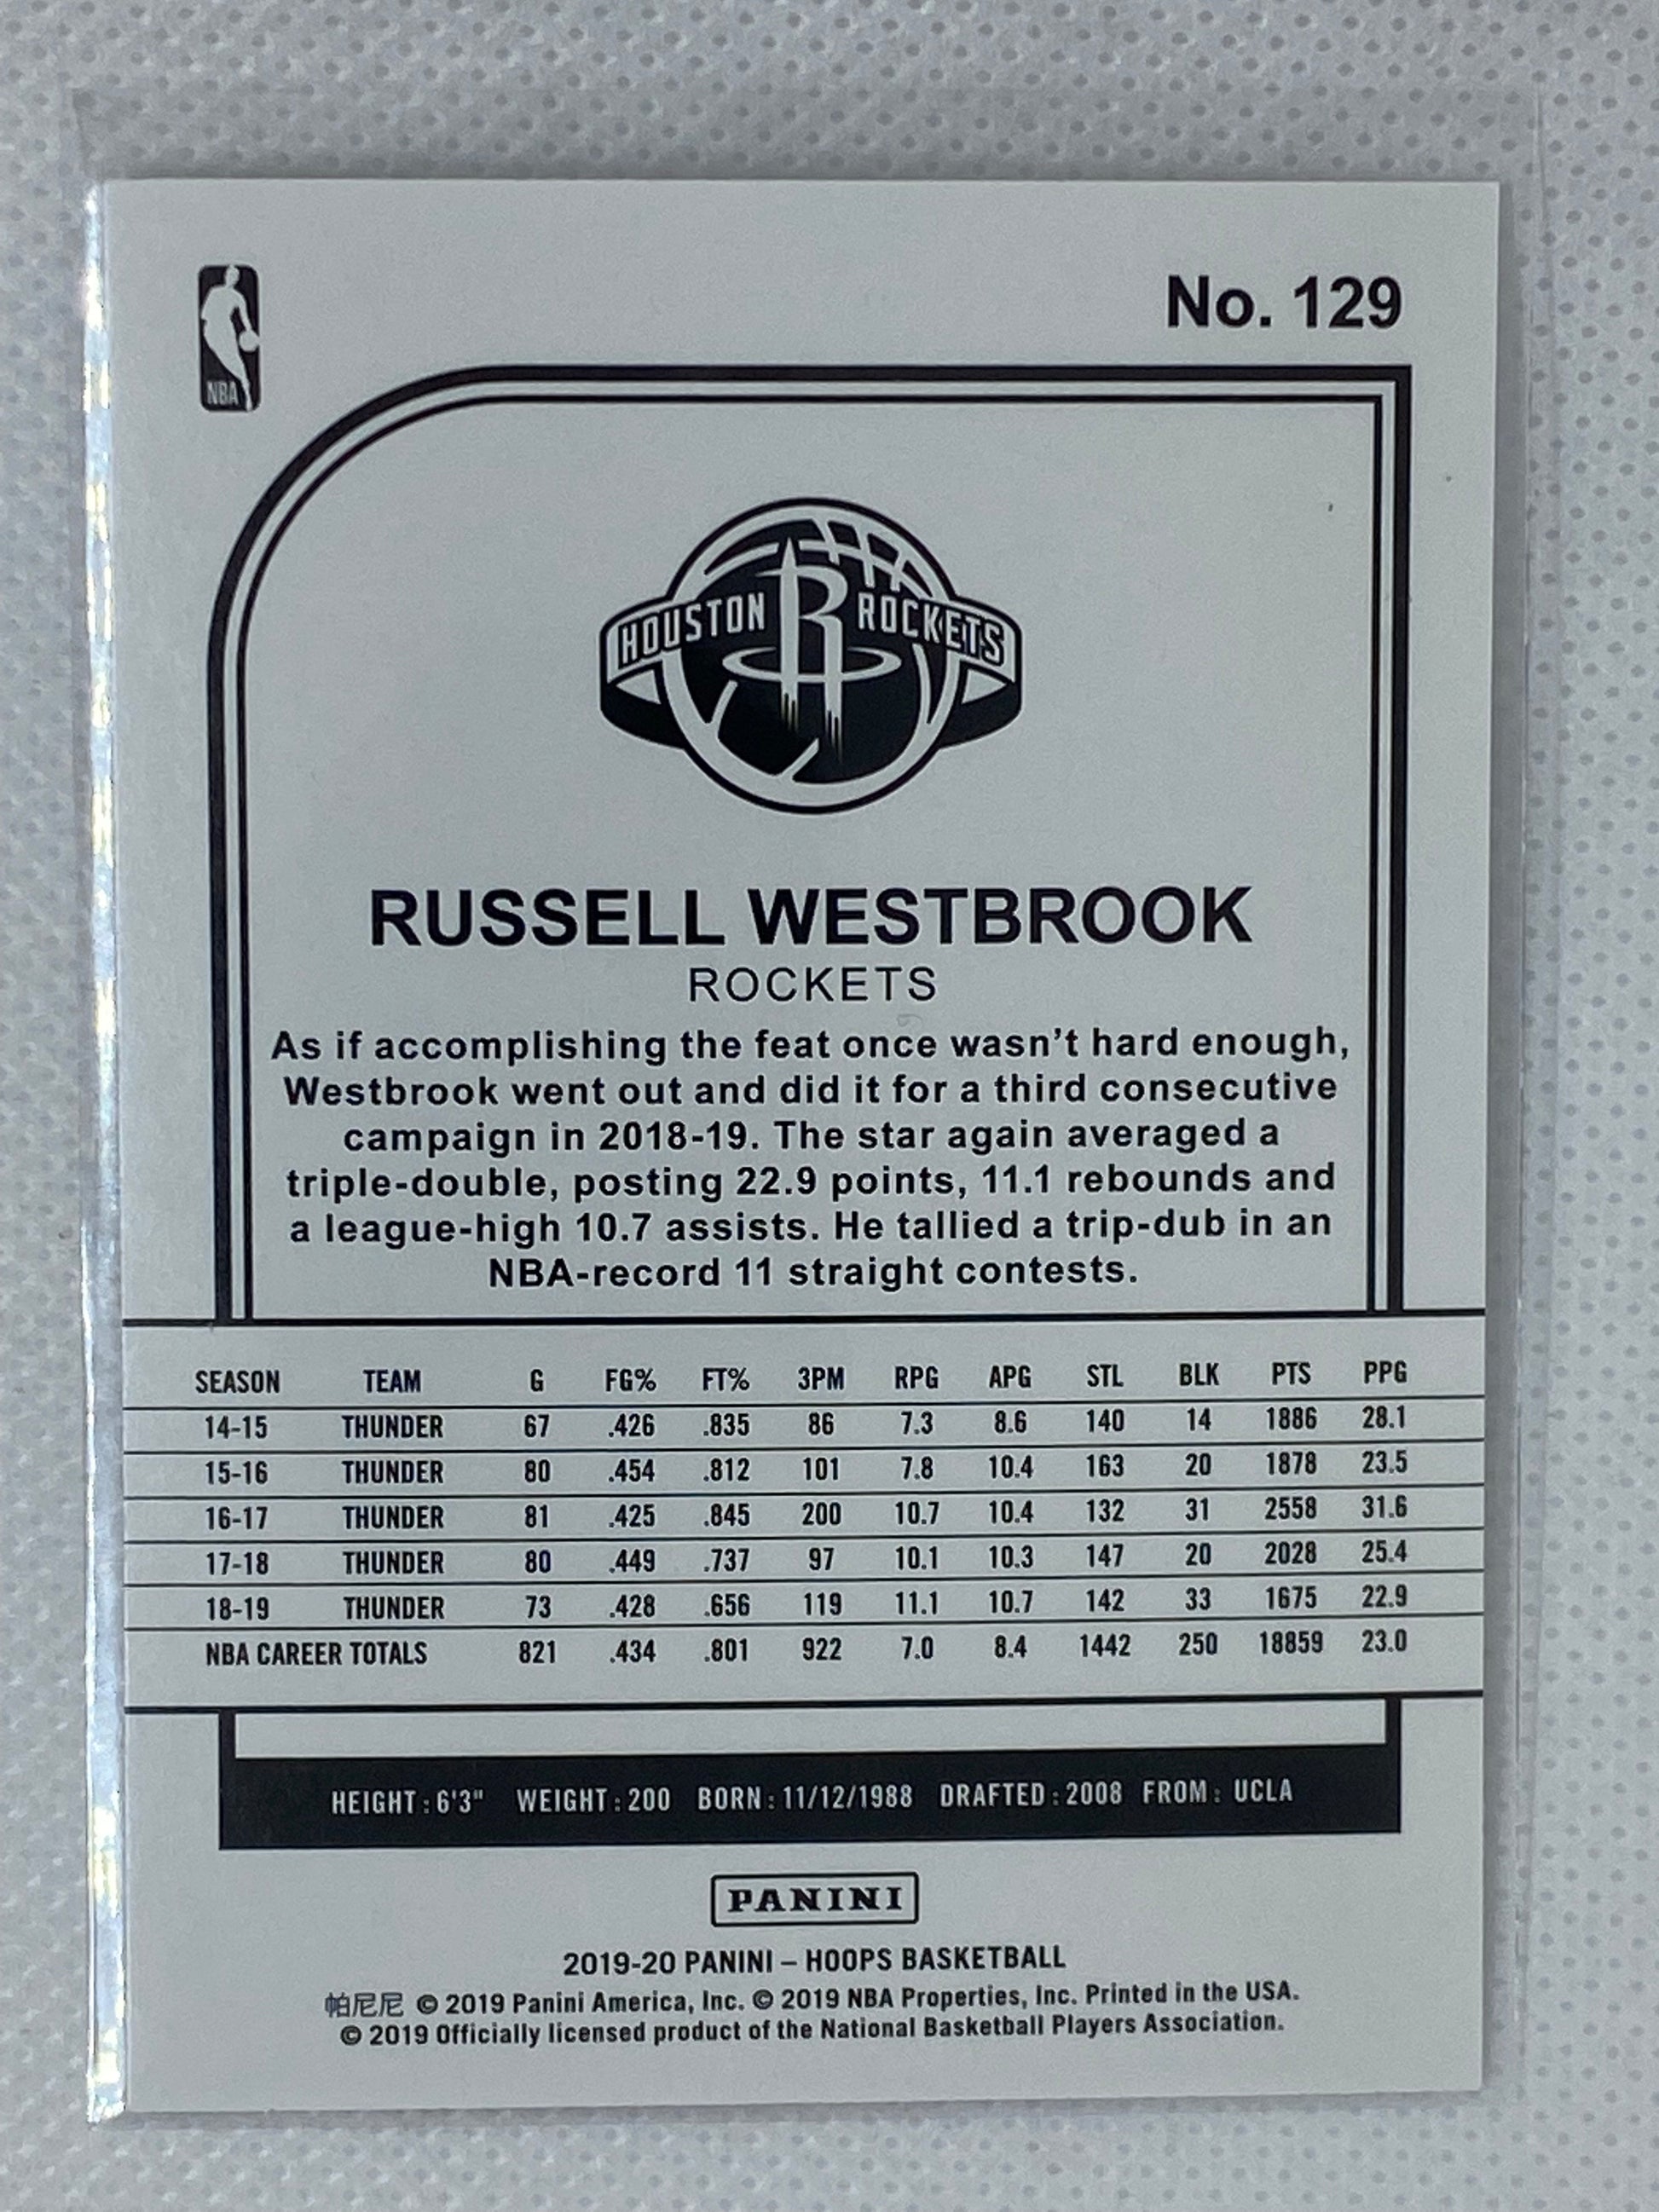 NBA
No. 129
HOUSTON R ROCKETS
RUSSELL WESTBROOK
ROCKETS
As if accomplishing the feat once wasn't hard enough,
Westbrook went out and did it for a third consecutive
campaign in 2018-19. The star again averaged a
triple-double, posting 22.9 points, 11.1 rebounds and
a league-high 10.7 assists. He tallied a trip-dub in an
NBA-record 11 straight contests.
SEASON TEAM G FG% FT% 3PM RPG APG STL BLK PTS PPG
14-15 THUNDER 67 .426 .835 86 7.3 8.6 140 14 1886 28.1
15-16 THUNDER 80 .454 .812 101 7.8 10.4 163 20 1878 23.5
16-17 THUNDER 81 .425 .845 200 10.7 10.4 132 31 2558 31.6
17-18 THUNDER 80 .449 .737 97 10.1 10.3 147 20 2028 25.4
18-19 THUNDER 73 .428 .656 119 11.1 10.7 142 33 1675 22.9
NBA CAREER TOTALS 821 .434 .801 922 7.0 8.4 1442 250 18859 23.0
HEIGHT: 6'3" WEIGHT: 200 BORN: 11/12/1988 DRAFTED: 2008 FROM: UCLA
PANINI
2019-20 PANINI – HOOPS BASKETBALL
帕尼尼 © 2019 Panini America, Inc. © 2019 NBA Properties, Inc. Printed in the USA.
© 2019 Officially licensed product of the National Basketball Players Association.